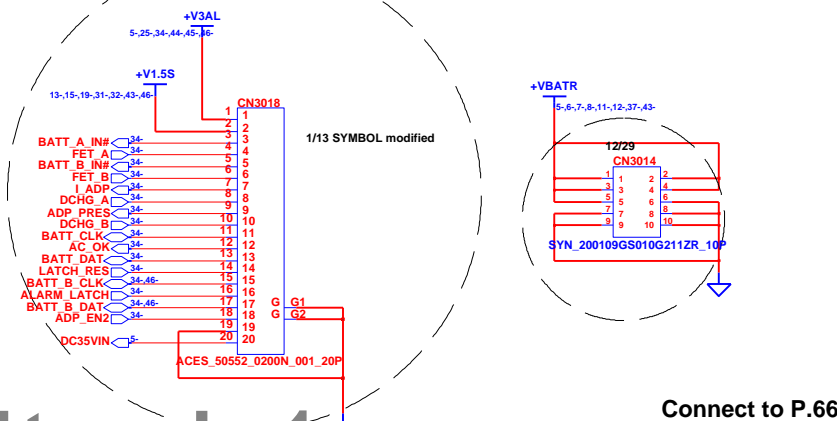 +V3AL
5-,25-,34-,44-,45-,46-
+V1.5S
13-,15-,19-,31-,32-,43-,46-
CN3018
1 1
2 2
BATT_A_IN# 34- 3 3
FET_A 34- 4 4
BATT_B_IN# 34- 5 5
FET_B 34- 6 6
I_ADP 34- 7 7
DCHG_A 34- 8 8
ADP_PRES 34- 9 9
DCHG_B 34- 10 10
BATT_CLK 34- 11 11
AC_OK 34- 12 12
BATT_DAT 34- 13 13
LATCH_RES 34- 14 14
BATT_B_CLK 34-,46- 15 15
ALARM_LATCH 34- 16 16
BATT_B_DAT 34-,46- 17 17 G G1
ADP_EN2 34- 18 18 G G2
19 19
DC35VIN 5- 20 20
ACES_50552_0200N_001_20P
1/13 SYMBOL modified
+VBATR
5-,6-,7-,8-,11-,12-,37-,43-
12/29
CN3014
1 1 2 2
3 3 4 4
5 5 6 6
7 7 8 8
9 9 10 10
SYN_200109GS010G211ZR_10P
Connect to P.66